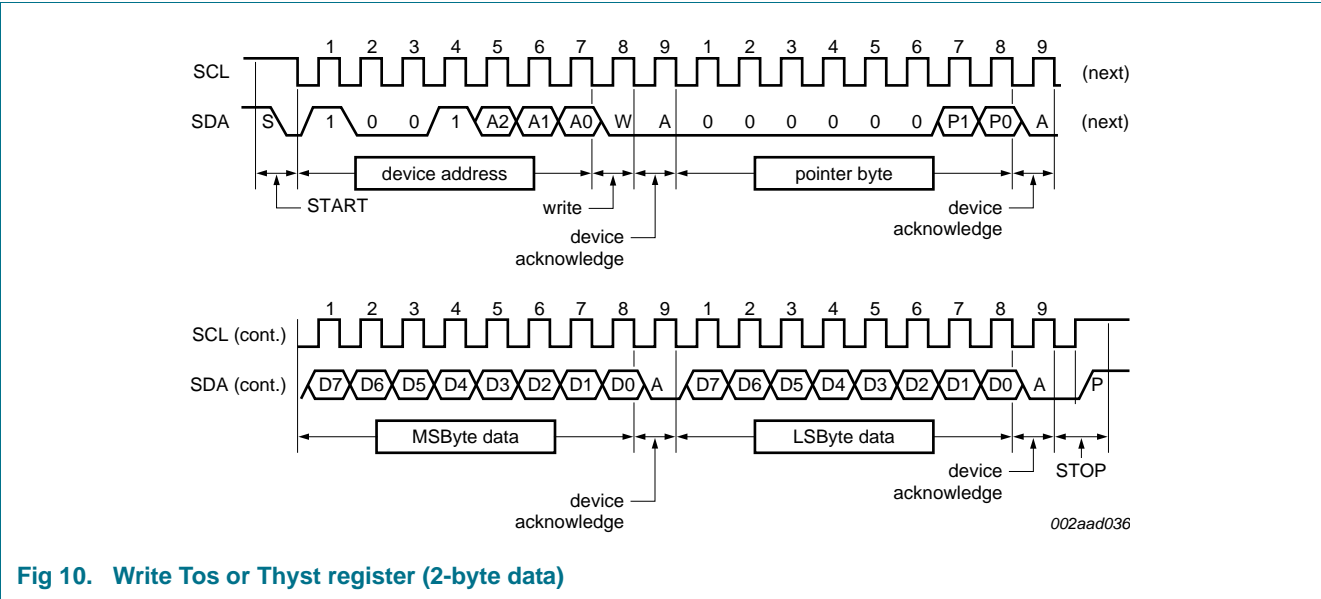 1 2 3 4 5 6 7 8 9 1 2 3 4 5 6 7 8 9
SCL (next)
SDA S 1 0 0 1 A2 A1 A0 W A 0 0 0 0 0 0 P1 P0 A (next)
device address pointer byte
START write device
device acknowledge
acknowledge
1 2 3 4 5 6 7 8 9 1 2 3 4 5 6 7 8 9
SCL (cont.)
SDA (cont.) D7 D6 D5 D4 D3 D2 D1 D0 A D7 D6 D5 D4 D3 D2 D1 D0 A P
MSByte data LSByte data
device STOP
acknowledge
device
acknowledge
002aad036
Fig 10. Write Tos or Thyst register (2-byte data)